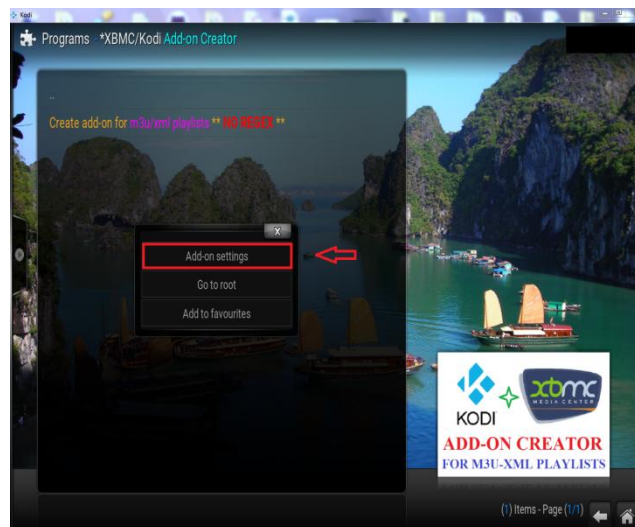 Kodi
Programs *XBMC/Kodi Add-on Creator
..
Create add-on for m3u/xml playlists ** NO REGEX **
X
Add-on settings
Go to root
Add to favourites
KODI
xbmc
MEDIA CENTER
ADD-ON CREATOR
FOR M3U-XML PLAYLISTS
(1) Items - Page (1/1)